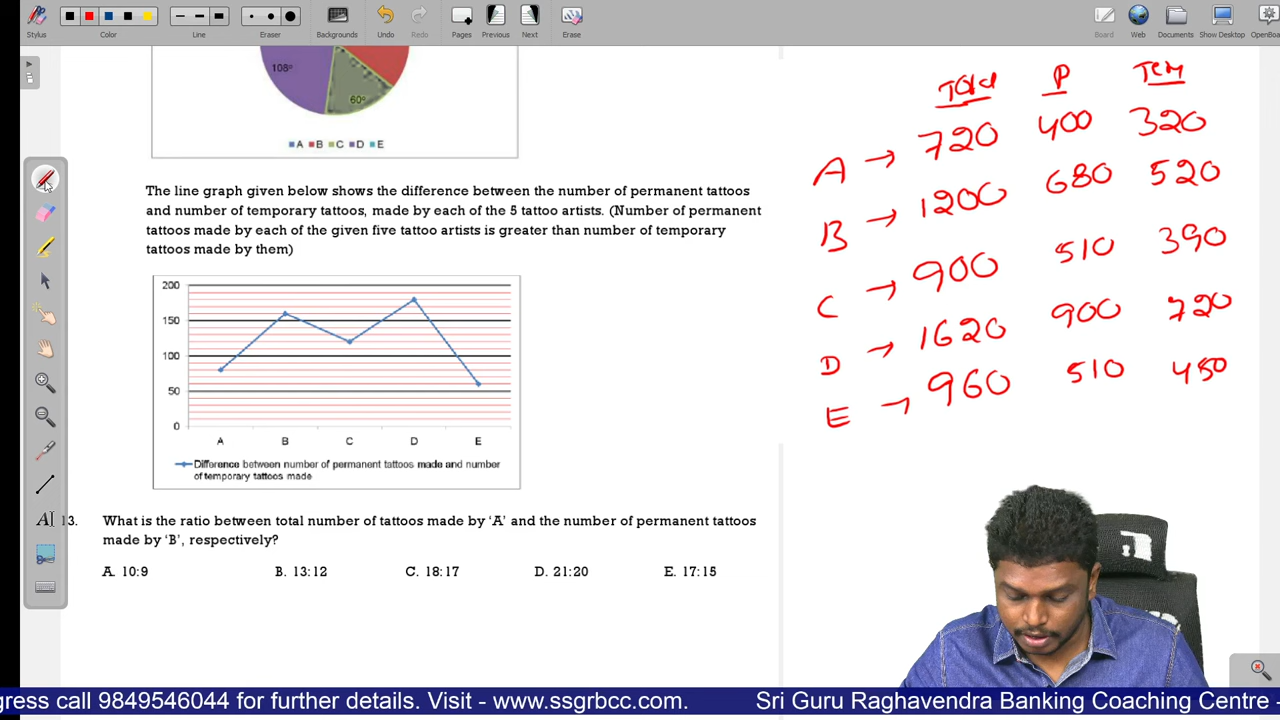 Stylus
Color
Line
Eraser
Backgrounds
Undo
Redo
Pages
Previous
Next
Erase
Board
Web
Documents
Show Desktop
OpenBoa
108°
60°
A B C D E
The line graph given below shows the difference between the number of permanent tattoos
and number of temporary tattoos, made by each of the 5 tattoo artists. (Number of permanent
tattoos made by each of the given five tattoo artists is greater than number of temporary
tattoos made by them)
200
150
100
50
0
A B C D E
Difference between number of permanent tattoos made and number
of temporary tattoos made
13. What is the ratio between total number of tattoos made by ‘A’ and the number of permanent tattoos
made by ‘B’, respectively?
A. 10:9 B. 13:12 C. 18:17 D. 21:20 E. 17:15
Total P Tem
A → 720 400 320
B → 1200 680 520
C → 900 510 390
D → 1620 900 720
E → 960 510 450
gress call 9849546044 for further details. Visit - www.ssgrbcc.com. Sri Guru Raghavendra Banking Coaching Centre -